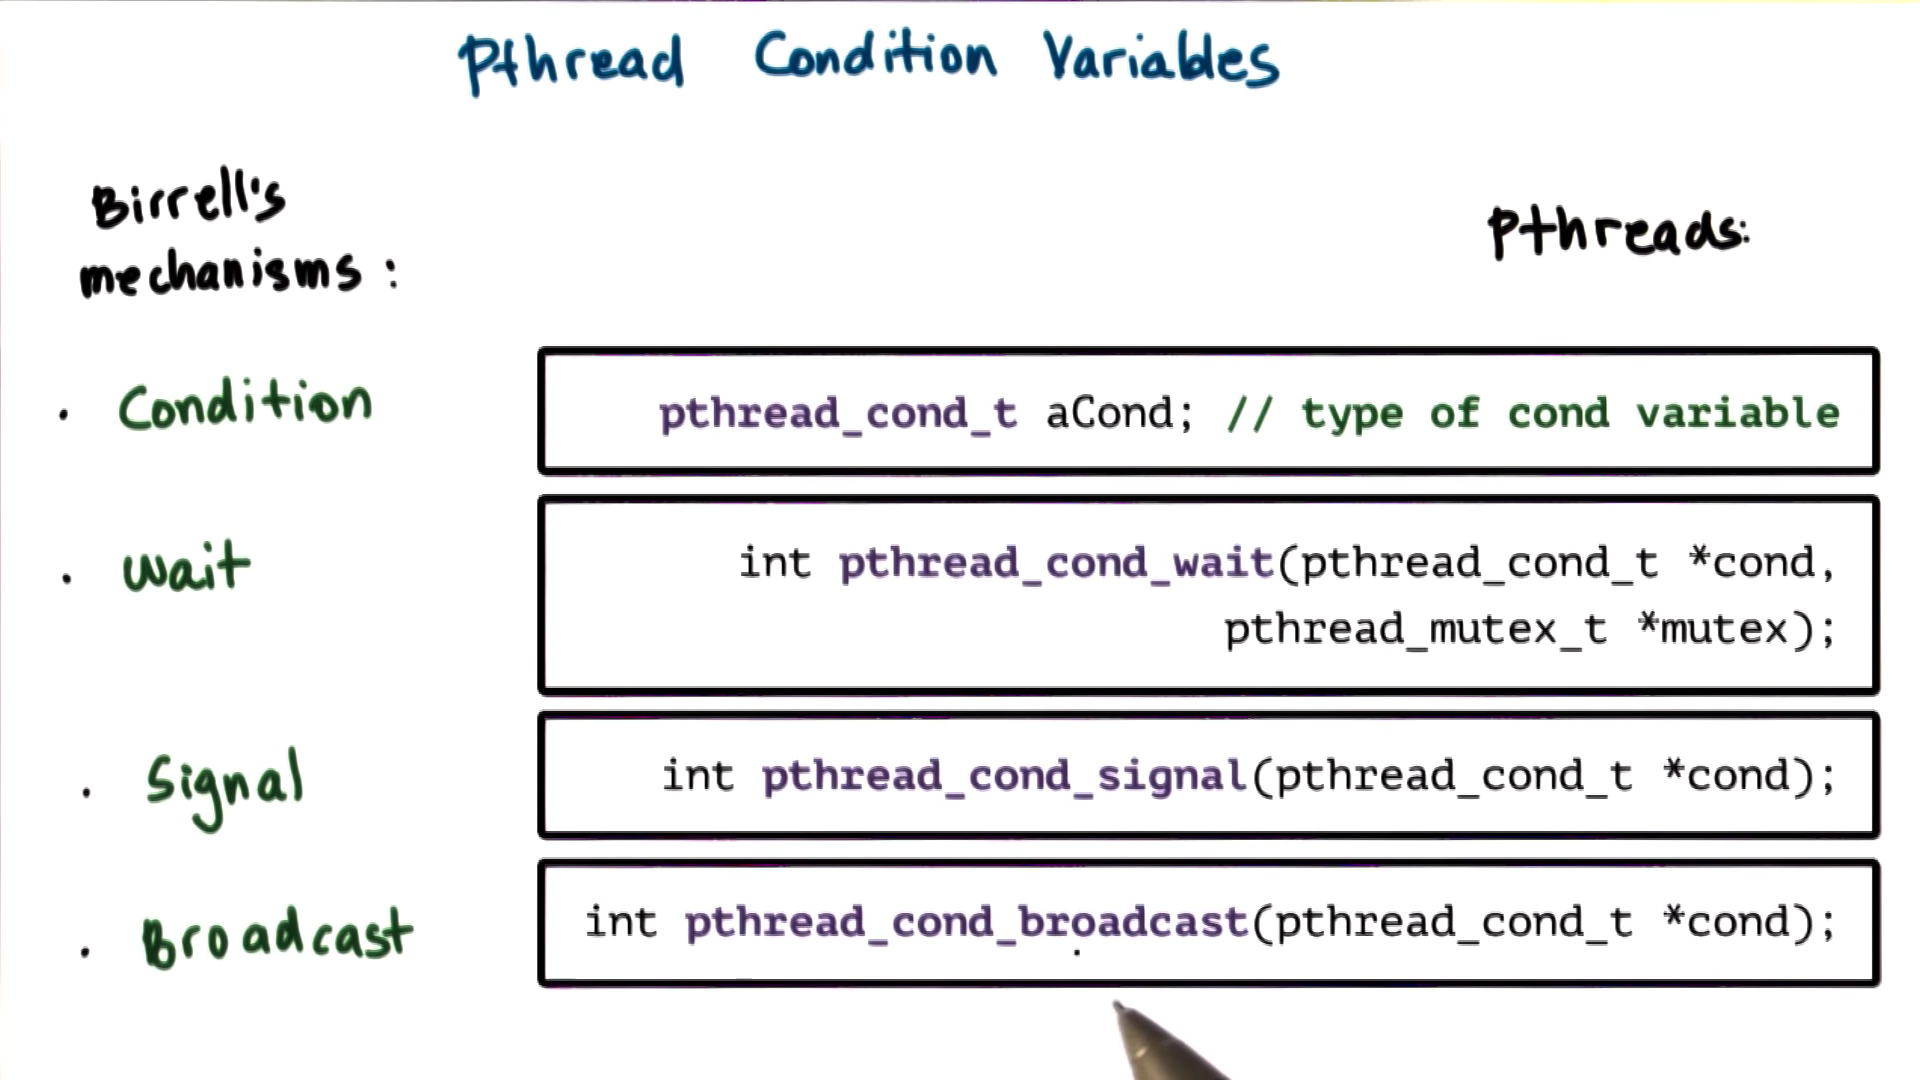 Pthread Condition Variables
Birrell's
mechanisms :
Pthreads:
• Condition
pthread_cond_t aCond; // type of cond variable
• Wait
int pthread_cond_wait(pthread_cond_t *cond,
pthread_mutex_t *mutex);
• Signal
int pthread_cond_signal(pthread_cond_t *cond);
• Broadcast
int pthread_cond_broadcast(pthread_cond_t *cond);